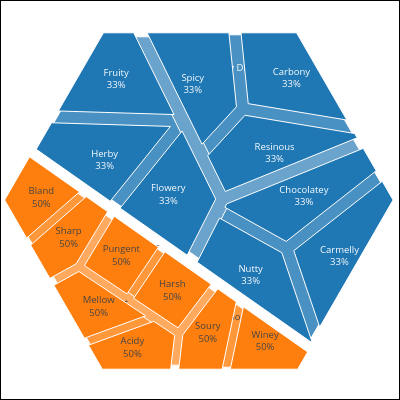 Fruity
33%
Spicy
33%
D
Carbony
33%
Herby
33%
Resinous
33%
Flowery
33%
Chocolatey
33%
Bland
50%
Sharp
50%
Pungent
50%
Carmelly
33%
Nutty
33%
Harsh
50%
Mellow
50%
Soury
50%
Winey
50%
Acidy
50%